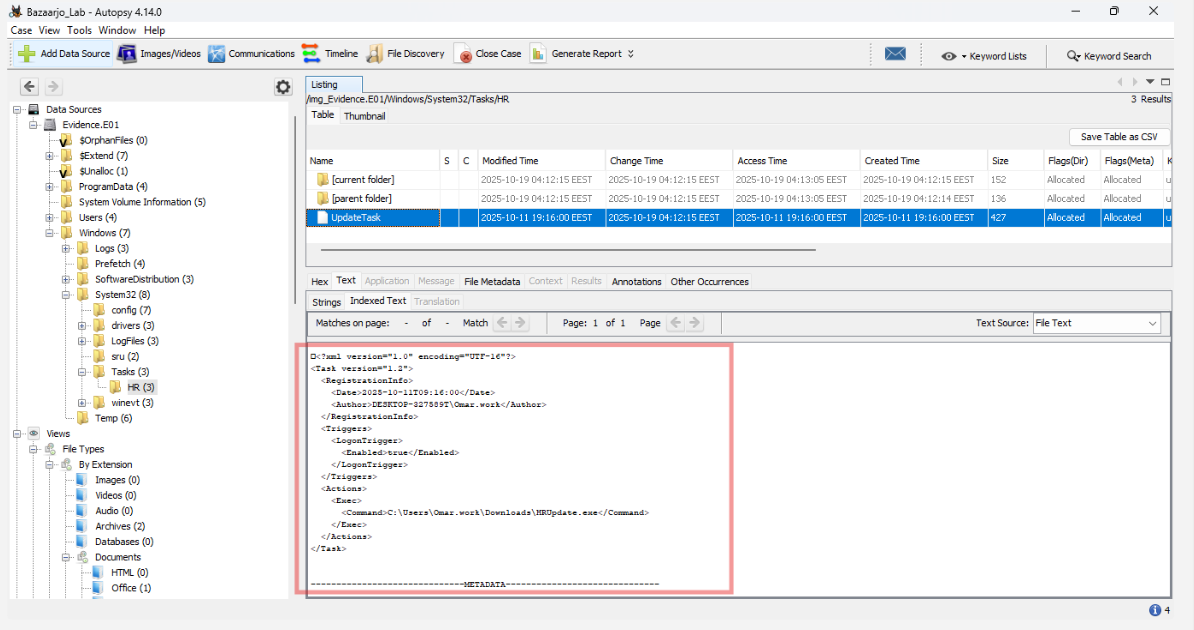 Bazaarjo_Lab - Autopsy 4.14.0
Case View Tools Window Help
Add Data Source Images/Videos Communications Timeline File Discovery Close Case Generate Report Keyword Lists Keyword Search
Listing
/img_Evidence.E01/Windows/System32/Tasks/HR
3 Results
Table Thumbnail
Save Table as CSV
Name S C Modified Time Change Time Access Time Created Time Size Flags(Dir) Flags(Meta) K
[current folder] 2025-10-19 04:12:15 EEST 2025-10-19 04:12:15 EEST 2025-10-19 04:13:05 EEST 2025-10-19 04:12:15 EEST 152 Allocated Allocated u
[parent folder] 2025-10-19 04:12:15 EEST 2025-10-19 04:12:15 EEST 2025-10-19 04:13:05 EEST 2025-10-19 04:12:14 EEST 136 Allocated Allocated u
UpdateTask 2025-10-11 19:16:00 EEST 2025-10-19 04:12:15 EEST 2025-10-11 19:16:00 EEST 2025-10-11 19:16:00 EEST 427 Allocated Allocated u
Data Sources
Evidence.E01
$OrphanFiles (0)
$Extend (7)
$Unalloc (1)
ProgramData (4)
System Volume Information (5)
Users (4)
Windows (7)
Logs (3)
Prefetch (4)
SoftwareDistribution (3)
System32 (8)
config (7)
drivers (3)
LogFiles (3)
sru (2)
Tasks (3)
HR (3)
winevt (3)
Temp (6)
Views
File Types
By Extension
Images (0)
Videos (0)
Audio (0)
Archives (2)
Databases (0)
Documents
HTML (0)
Office (1)
Hex Text Application Message File Metadata Context Results Annotations Other Occurrences
Strings Indexed Text Translation
Matches on page: - of - Match Page: 1 of 1 Page Text Source: File Text
<?xml version="1.0" encoding="UTF-16"?>
<Task version="1.2">
<RegistrationInfo>
<Date>2025-10-11T09:16:00</Date>
<Author>DESKTOP-327589T\Omar.work</Author>
</RegistrationInfo>
<Triggers>
<LogonTrigger>
<Enabled>true</Enabled>
</LogonTrigger>
</Triggers>
<Actions>
<Exec>
<Command>C:\Users\Omar.work\Downloads\HRUpdate.exe</Command>
</Exec>
</Actions>
</Task>
------------------------------METADATA------------------------------
4